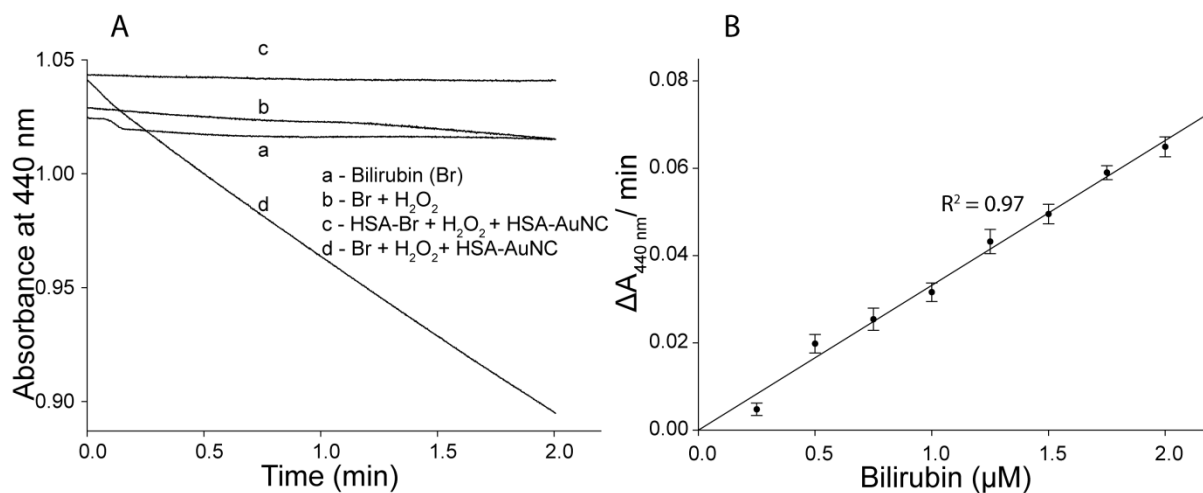 A
Absorbance at 440 nm
1.05
1.00
0.95
0.90
c
b
a
d
a - Bilirubin (Br)
b - Br + H₂O₂
c - HSA-Br + H₂O₂ + HSA-AuNC
d - Br + H₂O₂+ HSA-AuNC
0.0 0.5 1.0 1.5 2.0
Time (min)
B
ΔA₄₄₀ ₙₘ/ min
0.08
0.06
0.04
0.02
0.00
R² = 0.97
0.0 0.5 1.0 1.5 2.0
Bilirubin (µM)